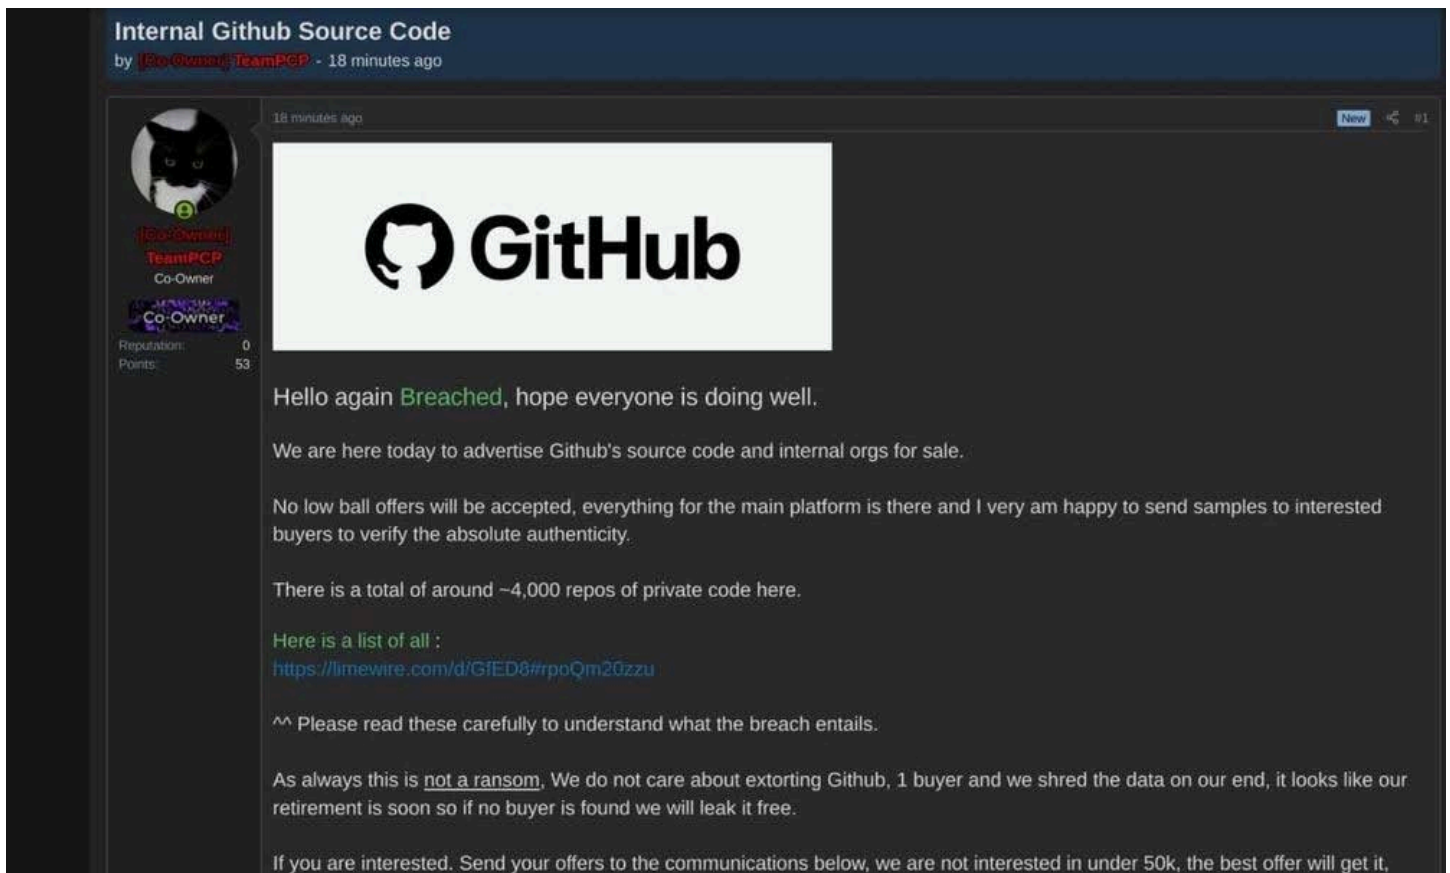 Internal Github Source Code
by [Co-Owner] TeamPCP - 18 minutes ago
18 minutes ago
New
#1
GitHub
[Co-Owner]
TeamPCP
Co-Owner
Co-Owner
Reputation: 0
Points: 53
Hello again Breached, hope everyone is doing well.
We are here today to advertise Github's source code and internal orgs for sale.
No low ball offers will be accepted, everything for the main platform is there and I very am happy to send samples to interested
buyers to verify the absolute authenticity.
There is a total of around ~4,000 repos of private code here.
Here is a list of all :
https://limewire.com/d/GfED8#rpoQm20zzu
^^ Please read these carefully to understand what the breach entails.
As always this is not a ransom, We do not care about extorting Github, 1 buyer and we shred the data on our end, it looks like our
retirement is soon so if no buyer is found we will leak it free.
If you are interested. Send your offers to the communications below, we are not interested in under 50k, the best offer will get it,